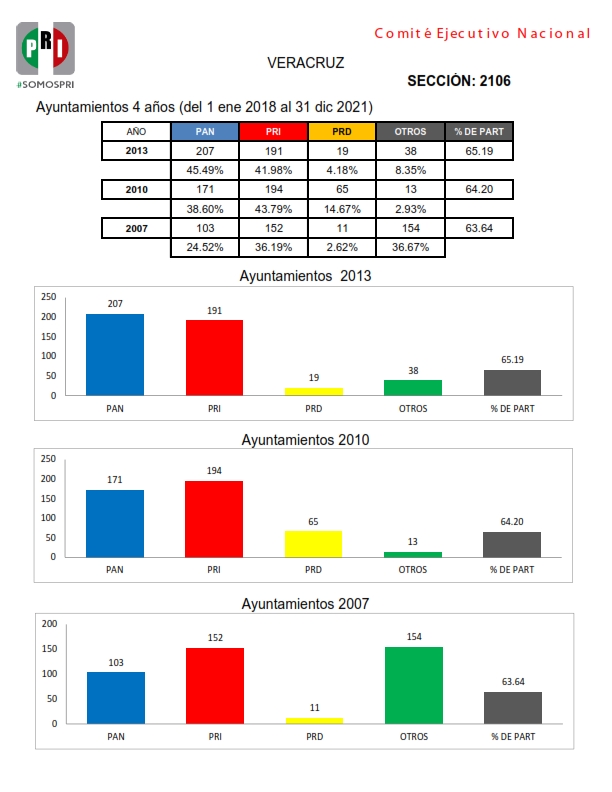 Comité Ejecutivo Nacional
PRI
#SOMOSPRI
VERACRUZ
SECCIÓN: 2106
Ayuntamientos 4 años (del 1 ene 2018 al 31 dic 2021)
AÑO PAN PRI PRD OTROS % DE PART
2013 207 191 19 38 65.19
45.49% 41.98% 4.18% 8.35%
2010 171 194 65 13 64.20
38.60% 43.79% 14.67% 2.93%
2007 103 152 11 154 63.64
24.52% 36.19% 2.62% 36.67%
Ayuntamientos 2013
250
200
150
100
50
0
207 191 19 38 65.19
PAN PRI PRD OTROS % DE PART
Ayuntamientos 2010
250
200
150
100
50
0
171 194 65 13 64.20
PAN PRI PRD OTROS % DE PART
Ayuntamientos 2007
200
150
100
50
0
103 152 11 154 63.64
PAN PRI PRD OTROS % DE PART